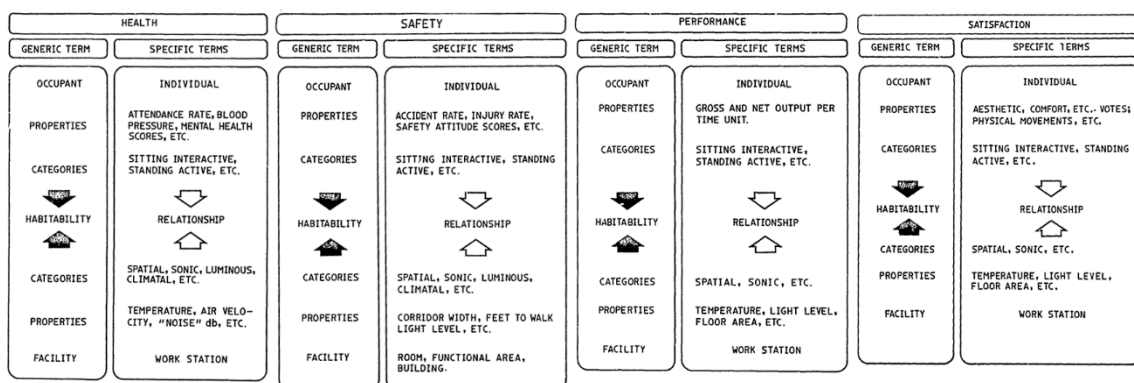 HEALTH
GENERIC TERM SPECIFIC TERMS
OCCUPANT INDIVIDUAL
PROPERTIES ATTENDANCE RATE, BLOOD
PRESSURE, MENTAL HEALTH
SCORES, ETC.
CATEGORIES SITTING INTERACTIVE,
STANDING ACTIVE, ETC.
HABITABILITY RELATIONSHIP
CATEGORIES SPATIAL, SONIC, LUMINOUS,
CLIMATAL, ETC.
PROPERTIES TEMPERATURE, AIR VELO-
CITY, "NOISE" db, ETC.
FACILITY WORK STATION
SAFETY
GENERIC TERM SPECIFIC TERMS
OCCUPANT INDIVIDUAL
PROPERTIES ACCIDENT RATE, INJURY RATE,
SAFETY ATTITUDE SCORES, ETC.
CATEGORIES SITTING INTERACTIVE, STANDING
ACTIVE, ETC.
HABITABILITY RELATIONSHIP
CATEGORIES SPATIAL, SONIC, LUMINOUS,
CLIMATAL, ETC.
PROPERTIES CORRIDOR WIDTH, FEET TO WALK
LIGHT LEVEL, ETC.
FACILITY ROOM, FUNCTIONAL AREA,
BUILDING.
PERFORMANCE
GENERIC TERM SPECIFIC TERMS
OCCUPANT INDIVIDUAL
PROPERTIES GROSS AND NET OUTPUT PER
TIME UNIT.
CATEGORIES SITTING INTERACTIVE,
STANDING ACTIVE, ETC.
HABITABILITY RELATIONSHIP
CATEGORIES SPATIAL, SONIC, ETC.
PROPERTIES TEMPERATURE, LIGHT LEVEL,
FLOOR AREA, ETC.
FACILITY WORK STATION
SATISFACTION
GENERIC TERM SPECIFIC TERMS
OCCUPANT INDIVIDUAL
PROPERTIES AESTHETIC, COMFORT, ETC.- VOTES;
PHYSICAL MOVEMENTS, ETC.
CATEGORIES SITTING INTERACTIVE, STANDING
ACTIVE, ETC.
HABITABILITY RELATIONSHIP
CATEGORIES SPATIAL, SONIC, ETC.
PROPERTIES TEMPERATURE, LIGHT LEVEL,
FLOOR AREA, ETC.
FACILITY WORK STATION